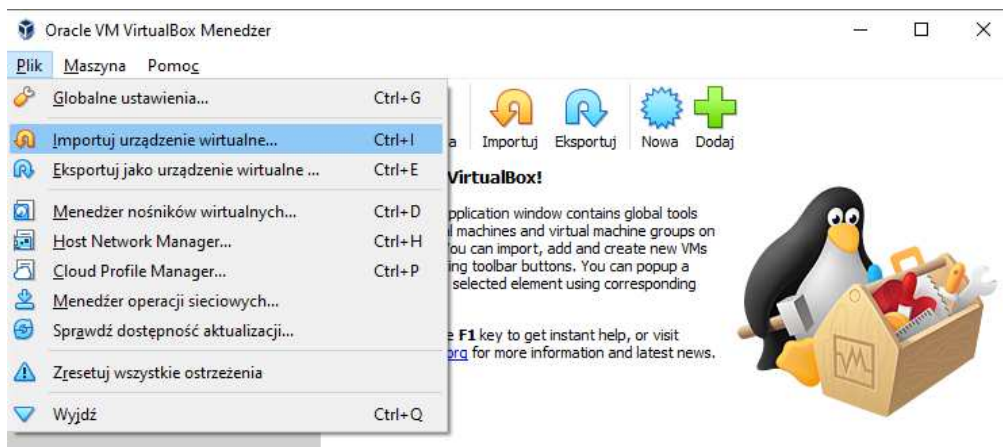 Oracle VM VirtualBox Menedżer
Plik Maszyna Pomoc
Globalne ustawienia... Ctrl+G
Importuj urządzenie wirtualne... Ctrl+I
Eksportuj jako urządzenie wirtualne ... Ctrl+E
Menedżer nośników wirtualnych... Ctrl+D
Host Network Manager... Ctrl+H
Cloud Profile Manager... Ctrl+P
Menedżer operacji sieciowych...
Sprawdź dostępność aktualizacji...
Zresetuj wszystkie ostrzeżenia
Wyjdź Ctrl+Q
Importuj Eksportuj Nowa Dodaj
VirtualBox!
application window contains global tools
machines and virtual machine groups on
You can import, add and create new VMs
toolbar buttons. You can popup a
selected element using corresponding
F1 key to get instant help, or visit
for more information and latest news.